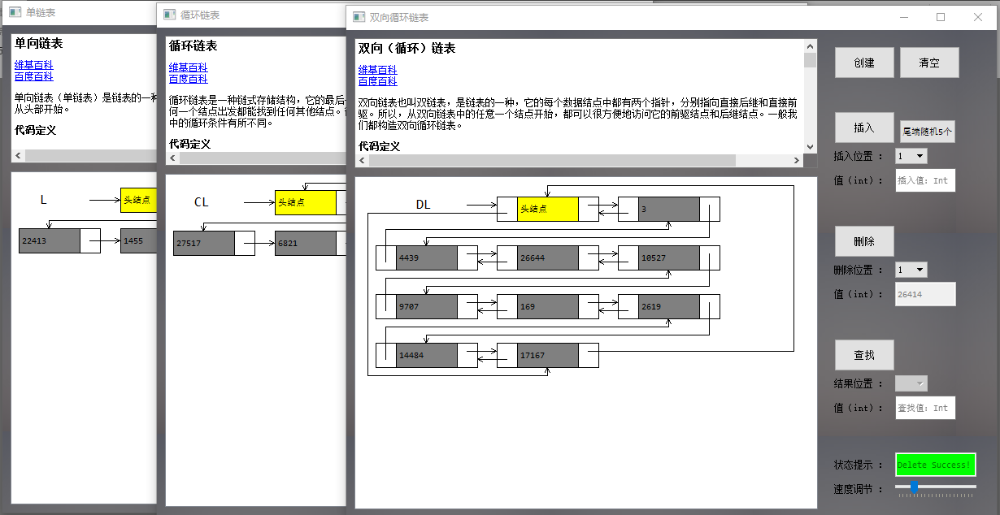 单链表
单向链表
维基百科
百度百科
单向链表（单链表）是链表的一种
从头部开始。
代码定义
L
头结点
22413
1455
循环链表
循环链表
维基百科
百度百科
循环链表是一种链式存储结构，它的最后
何一个结点出发都能找到任何其他结点。
中的循环条件有所不同。
代码定义
CL
头结点
27517
6821
双向循环链表
双向（循环）链表
维基百科
百度百科
双向链表也叫双链表，是链表的一种，它的每个数据结点中都有两个指针，分别指向直接后继和直接前
驱。所以，从双向链表中的任意一个结点开始，都可以很方便地访问它的前驱结点和后继结点。一般我
们都构造双向循环链表。
代码定义
DL
头结点
3
4439
26644
10527
9707
169
2619
14484
17167
创建
清空
插入
尾端随机5个
插入位置 ：
1
值（int）：
插入值: Int
删除
删除位置 ：
1
值（int）：
26414
查找
结果位置 ：
值（int）：
查找值: Int
状态提示 ：
Delete Success!
速度调节 ：